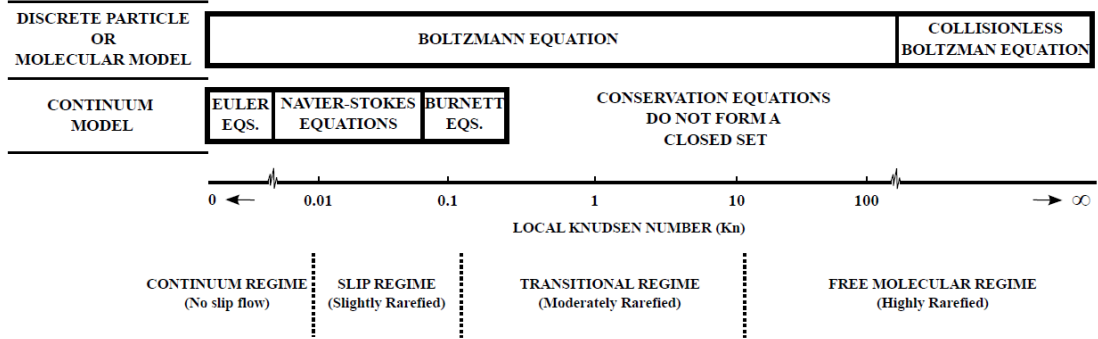 DISCRETE PARTICLE
OR
MOLECULAR MODEL
BOLTZMANN EQUATION
COLLISIONLESS
BOLTZMAN EQUATION
CONTINUUM
MODEL
EULER
EQS.
NAVIER-STOKES
EQUATIONS
BURNETT
EQS.
CONSERVATION EQUATIONS
DO NOT FORM A
CLOSED SET
0 0.01 0.1 1 10 100 ∞
LOCAL KNUDSEN NUMBER (Kn)
CONTINUUM REGIME
(No slip flow)
SLIP REGIME
(Slightly Rarefied)
TRANSITIONAL REGIME
(Moderately Rarefied)
FREE MOLECULAR REGIME
(Highly Rarefied)